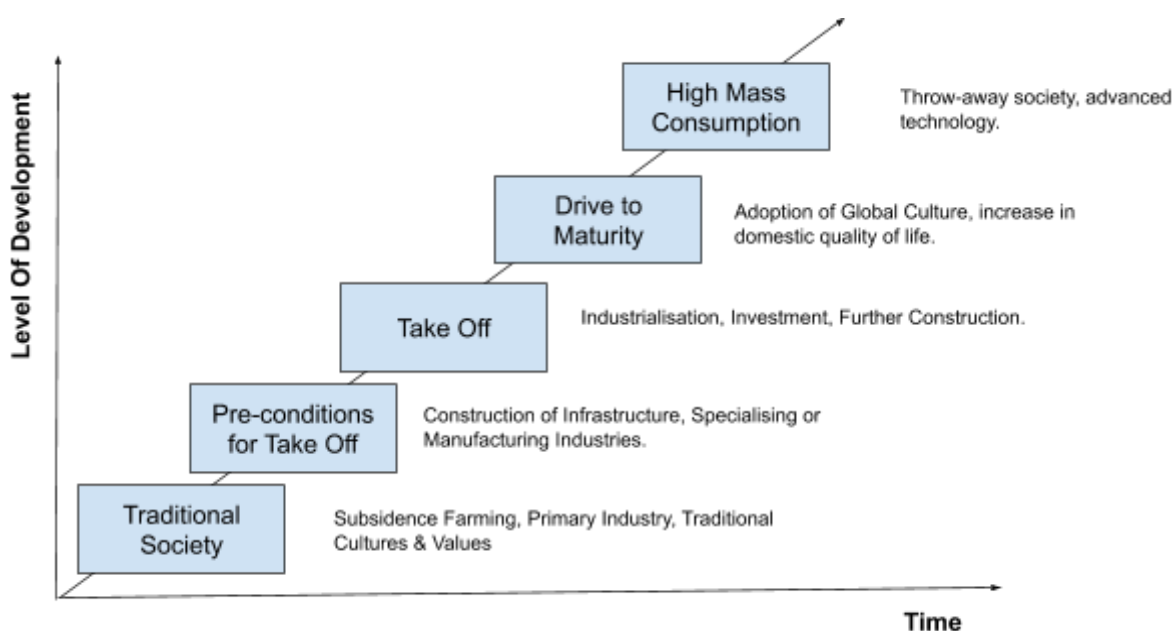 Level Of Development
High Mass
Consumption
Throw-away society, advanced
technology.
Drive to
Maturity
Adoption of Global Culture, increase in
domestic quality of life.
Take Off
Industrialisation, Investment, Further Construction.
Pre-conditions
for Take Off
Construction of Infrastructure, Specialising or
Manufacturing Industries.
Traditional
Society
Subsidence Farming, Primary Industry, Traditional
Cultures & Values
Time